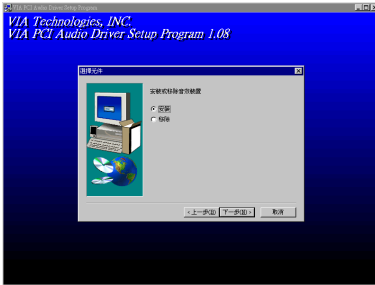 VIA PCI Audio Driver Setup Program
VIA Technologies, INC.
VIA PCI Audio Driver Setup Program 1.08
選擇元件
安裝或移除音效裝置
安裝
移除
<上一步(B)
下一步(N)>
取消